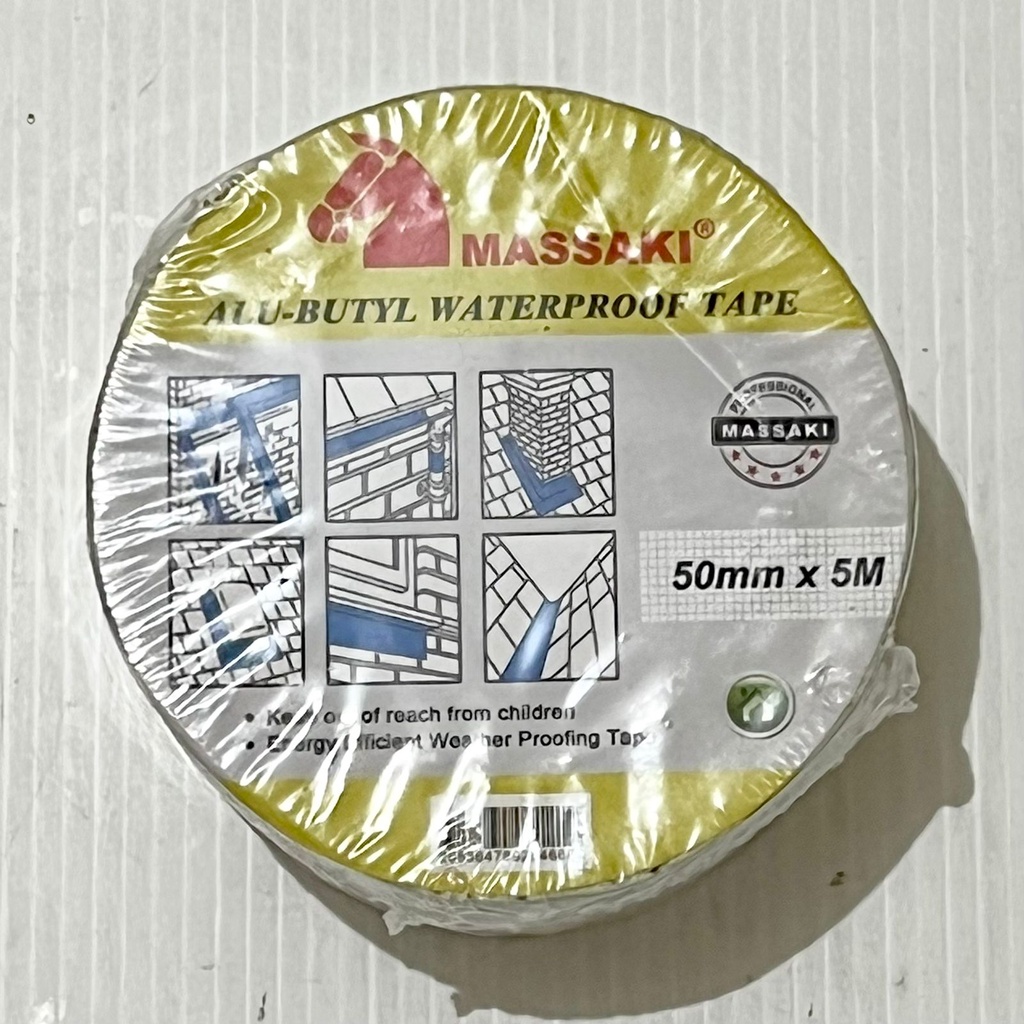 MASSAKI®
ALU-BUTYL WATERPROOF TAPE
PROFESSIONAL
MASSAKI
50mm x 5M
• Keep out of reach from children
• Energy Efficient Weather Proofing Tape